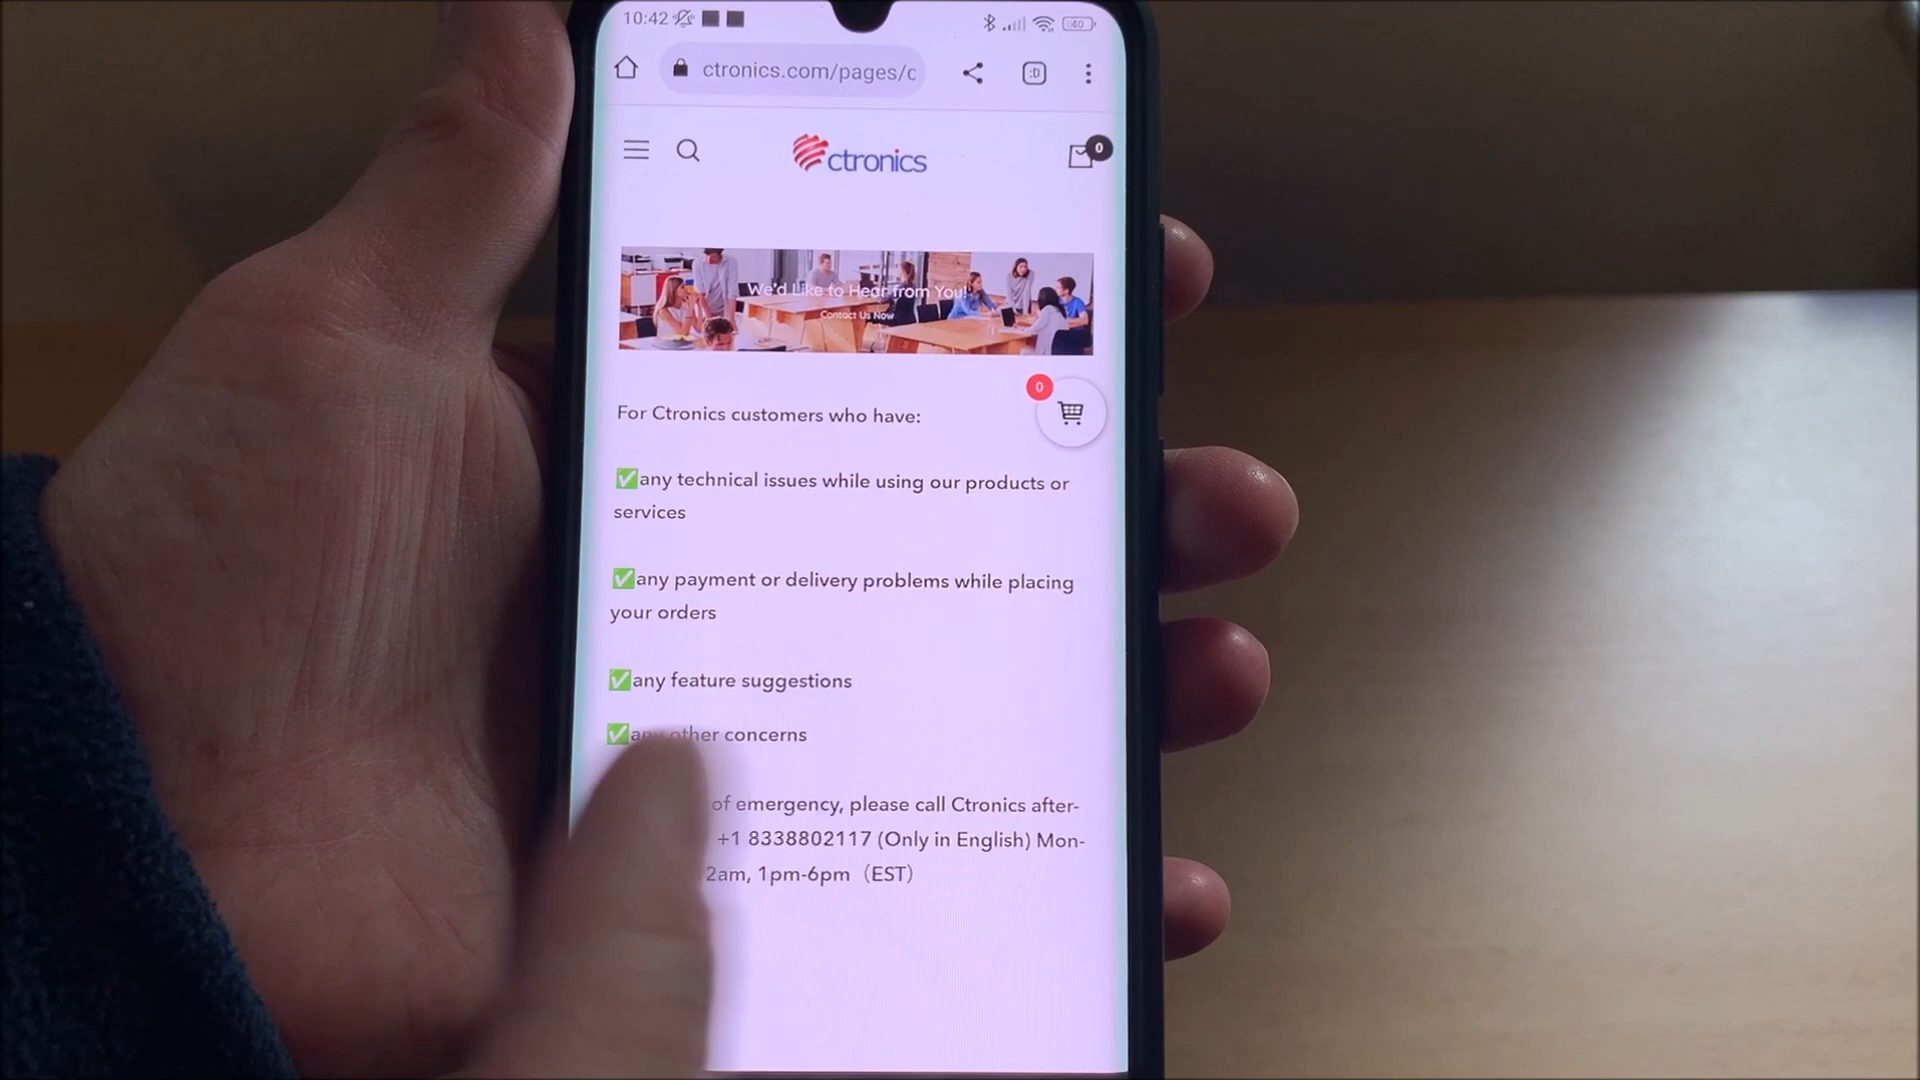 10:42
40
ctronics.com/pages/c
:D
ctronics
0
We'd Like to Hear from You!
Contact Us Now
0
For Ctronics customers who have:
✅any technical issues while using our products or
services
✅any payment or delivery problems while placing
your orders
✅any feature suggestions
✅any other concerns
of emergency, please call Ctronics after-
+1 8338802117 (Only in English) Mon-
2am, 1pm-6pm（EST）